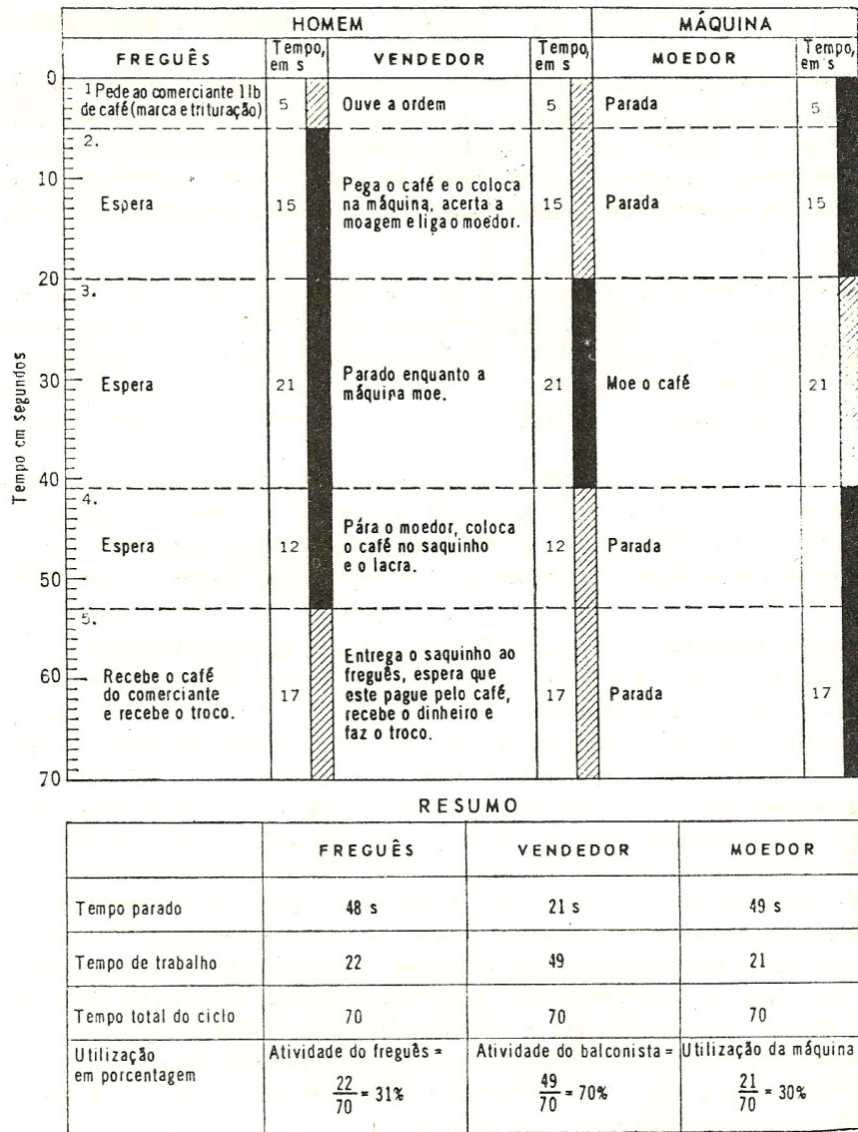 HOMEM MÁQUINA
FREGUÊS Tempo, em s VENDEDOR Tempo, em s MOEDOR Tempo, em s
Tempo em segundos
0
10
20
30
40
50
60
70
1 Pede ao comerciante 1 lb
de café (marca e trituração)
5
Ouve a ordem
5
Parada
5
2.
Espera
15
Pega o café e o coloca
na máquina, acerta a
moagem e liga o moedor.
15
Parada
15
3.
Espera
21
Parado enquanto a
máquina moe.
21
Moe o café
21
4.
Espera
12
Pára o moedor, coloca
o café no saquinho
e o lacra.
12
Parada
5.
Recebe o café
do comerciante
e recebe o troco.
17
Entrega o saquinho ao
freguês, espera que
este pague pelo café,
recebe o dinheiro e
faz o troco.
17
Parada
17
RESUMO
FREGUÊS VENDEDOR MOEDOR
Tempo parado 48 s 21 s 49 s
Tempo de trabalho 22 49 21
Tempo total do ciclo 70 70 70
Utilização
em porcentagem
Atividade do freguês =
22/70 = 31%
Atividade do balconista =
49/70 = 70%
Utilização da máquina
21/70 = 30%